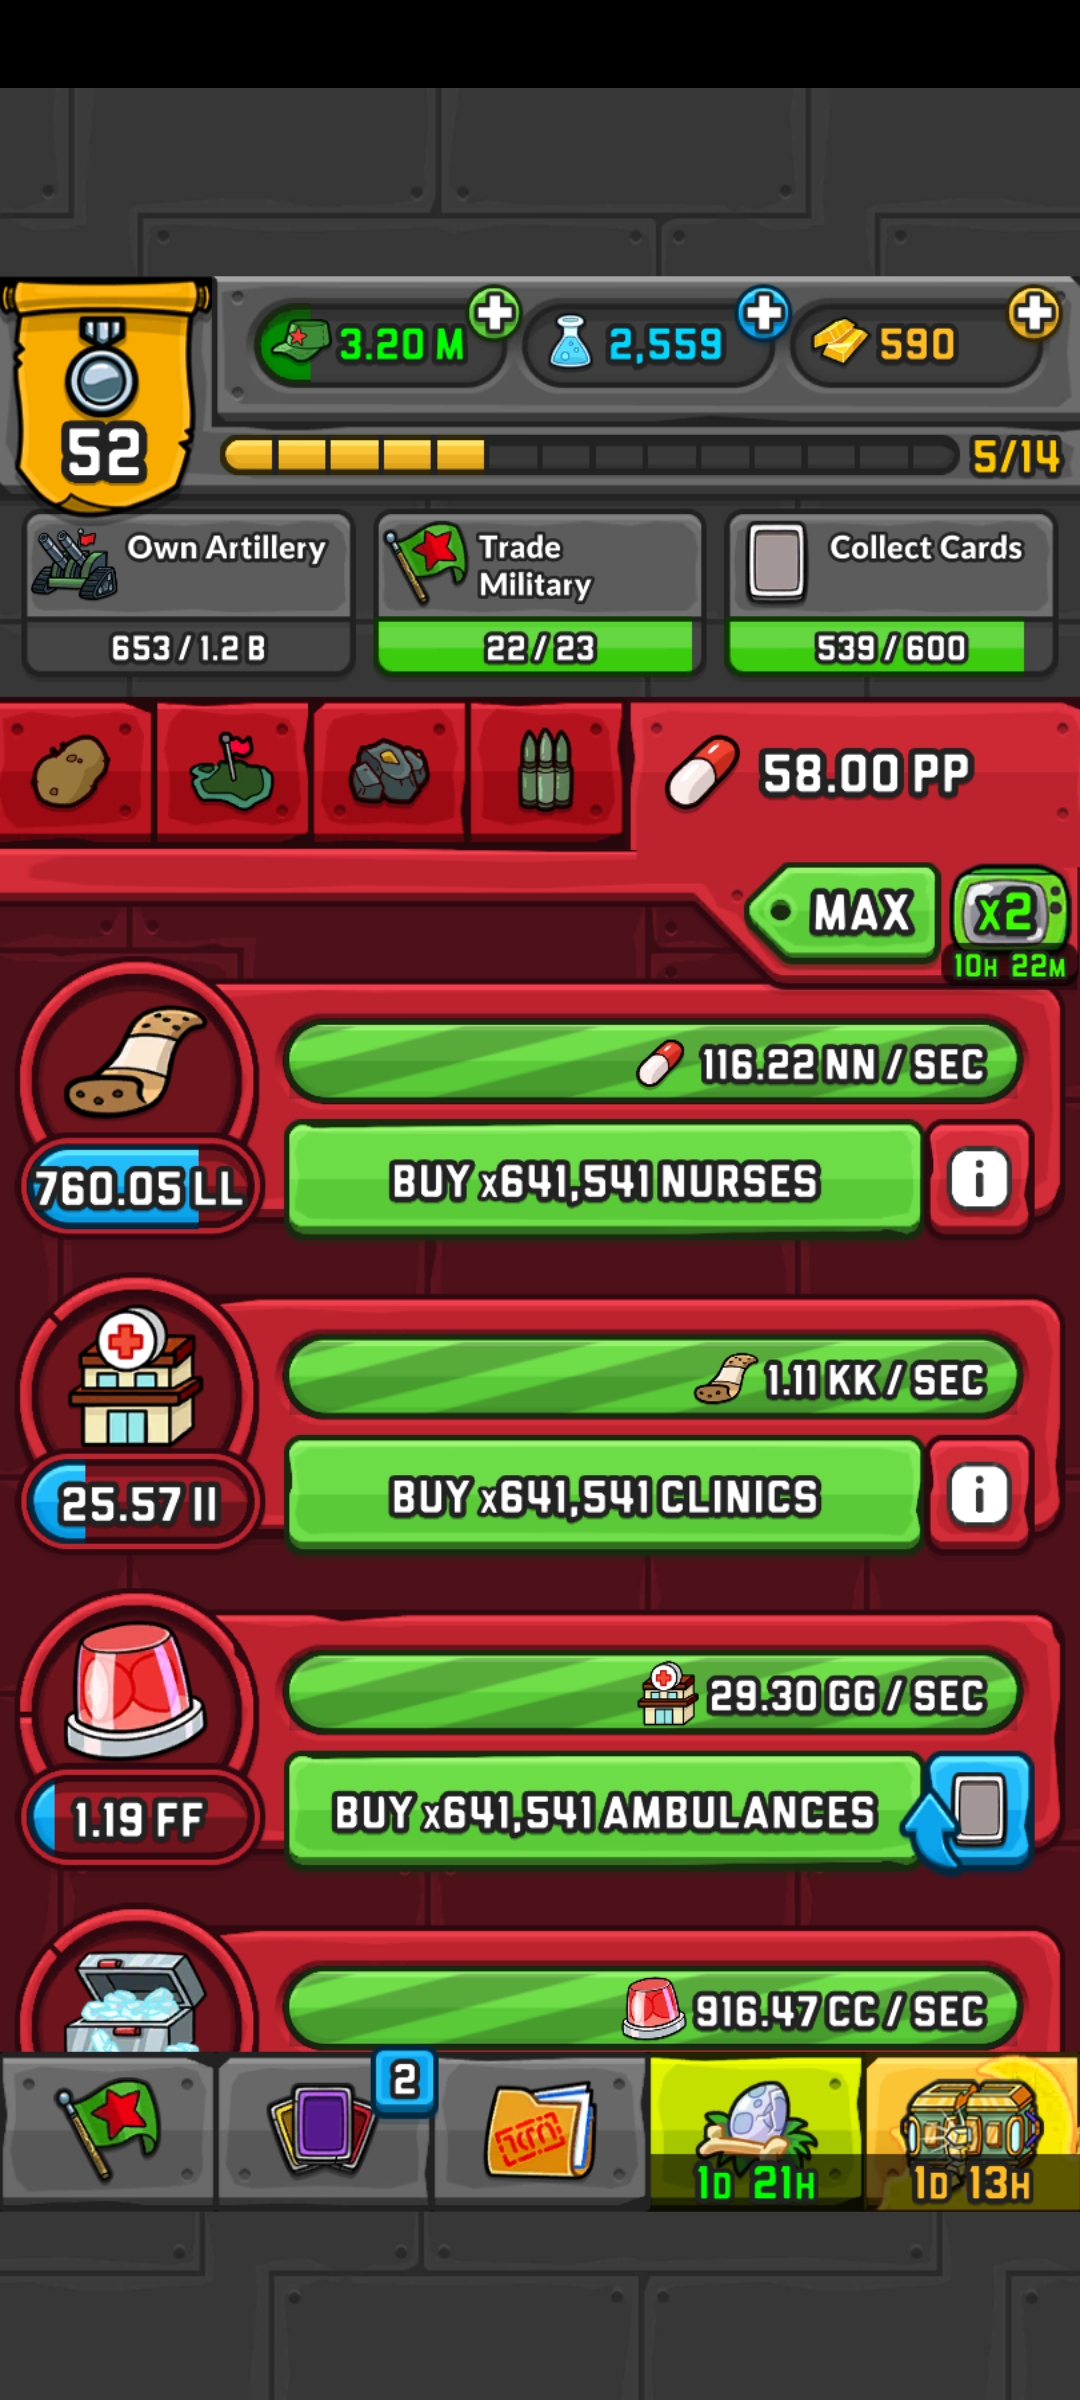 3.20 M
2,559
590
52
5/14
Own Artillery
653 / 1.2 B
Trade
Military
22 / 23
Collect Cards
539 / 600
58.00 PP
MAX
x2
10H 22M
116.22 NN / SEC
760.05 LL
BUY x641,541 NURSES
i
1.11 KK / SEC
25.57 II
BUY x641,541 CLINICS
i
29.30 GG / SEC
1.19 FF
BUY x641,541 AMBULANCES
916.47 CC / SEC
2
1D 21H
1D 13H